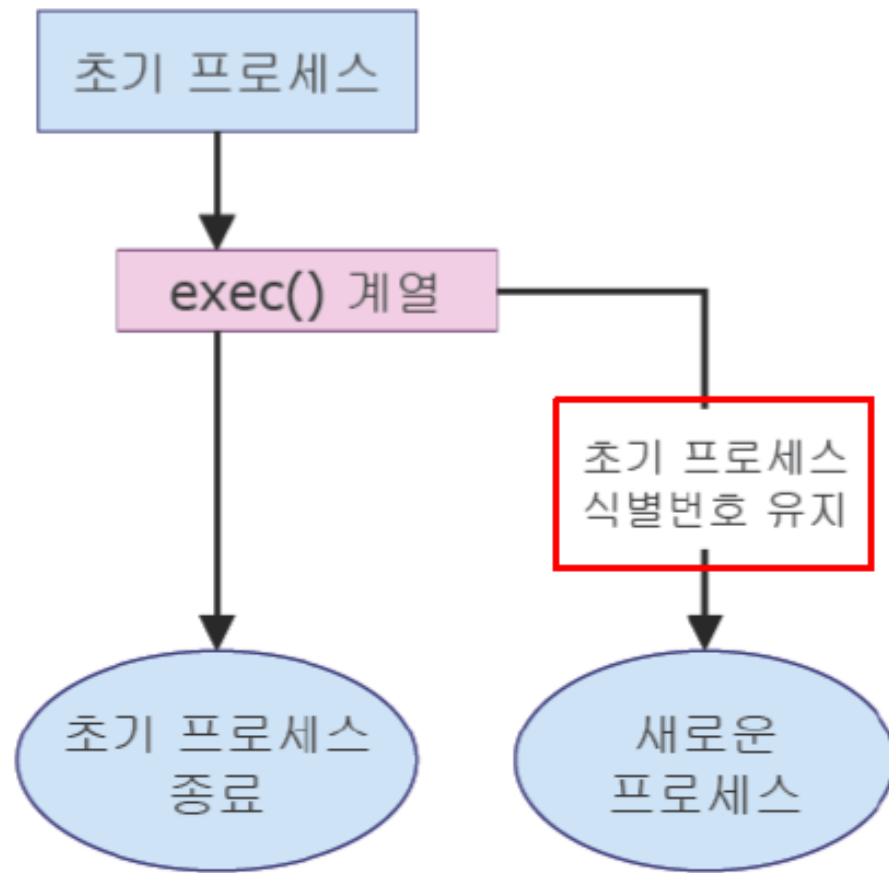 초기 프로세스
exec() 계열
초기 프로세스
식별번호 유지
초기 프로세스
종료
새로운
프로세스